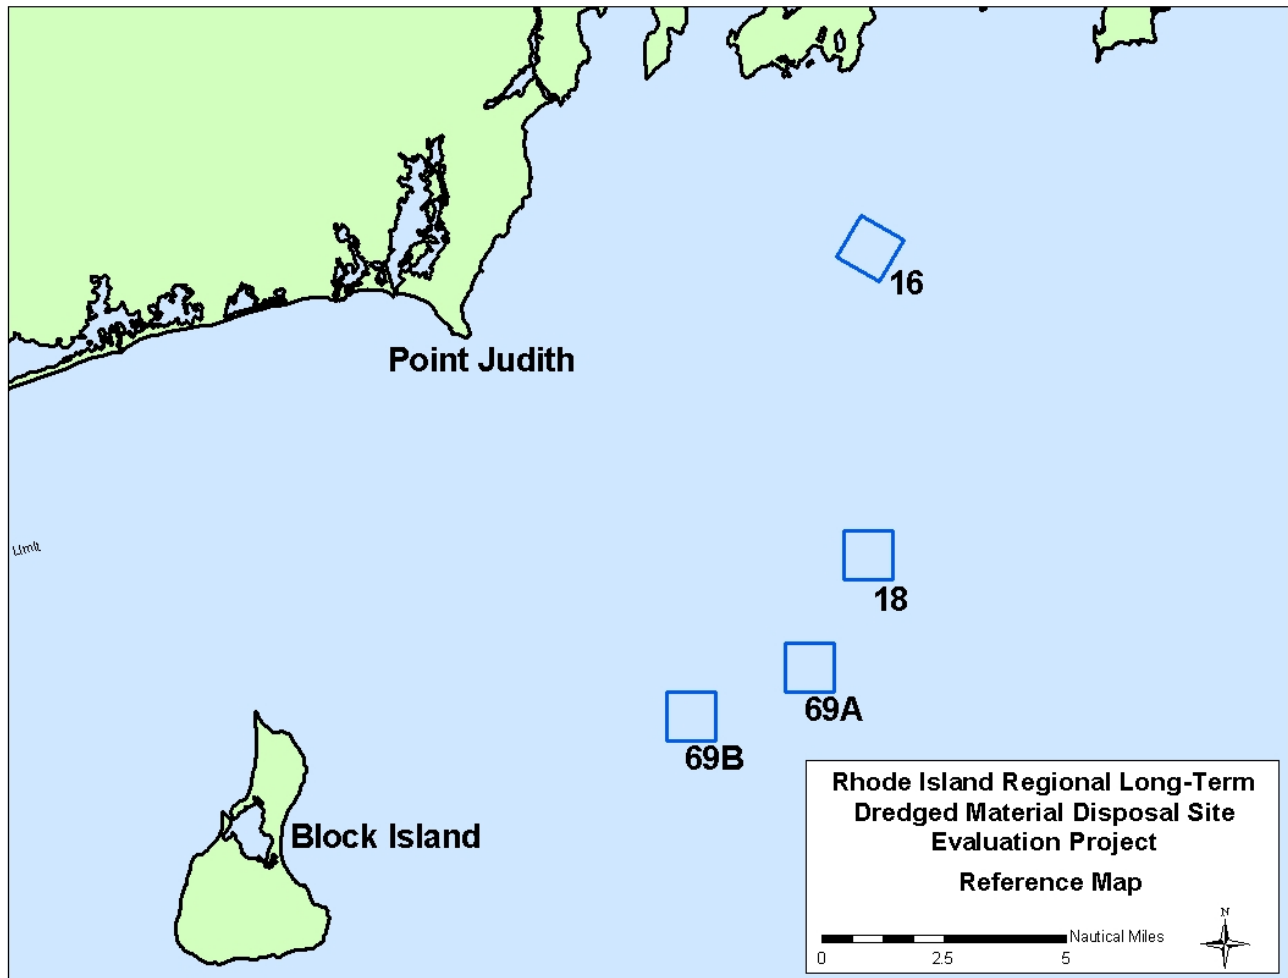 16
Point Judith
Limit
18
69A
69B
Block Island
Rhode Island Regional Long-Term
Dredged Material Disposal Site
Evaluation Project
Reference Map
N
Nautical Miles
0 2.5 5